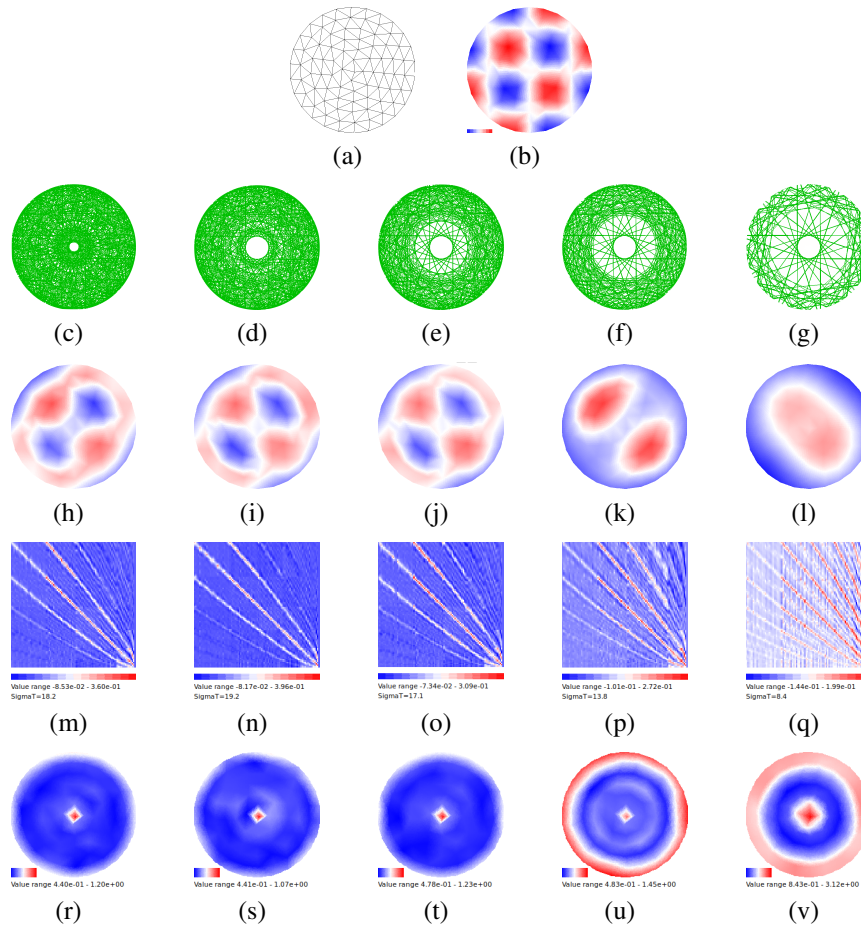 (a) (b)
(c) (d) (e) (f) (g)
(h) (i) (j) (k) (l)
Value range -8.53e-02 - 3.60e-01 Value range -8.17e-02 - 3.96e-01 Value range -7.34e-02 - 3.09e-01 Value range -1.01e-01 - 2.72e-01 Value range -1.44e-01 - 1.99e-01
SigmaT=18.2 SigmaT=19.2 SigmaT=17.1 SigmaT=13.8 SigmaT=8.4
(m) (n) (o) (p) (q)
Value range 4.40e-01 - 1.20e+00 Value range 4.41e-01 - 1.07e+00 Value range 4.78e-01 - 1.23e+00 Value range 4.83e-01 - 1.45e+00 Value range 8.43e-01 - 3.12e+00
(r) (s) (t) (u) (v)